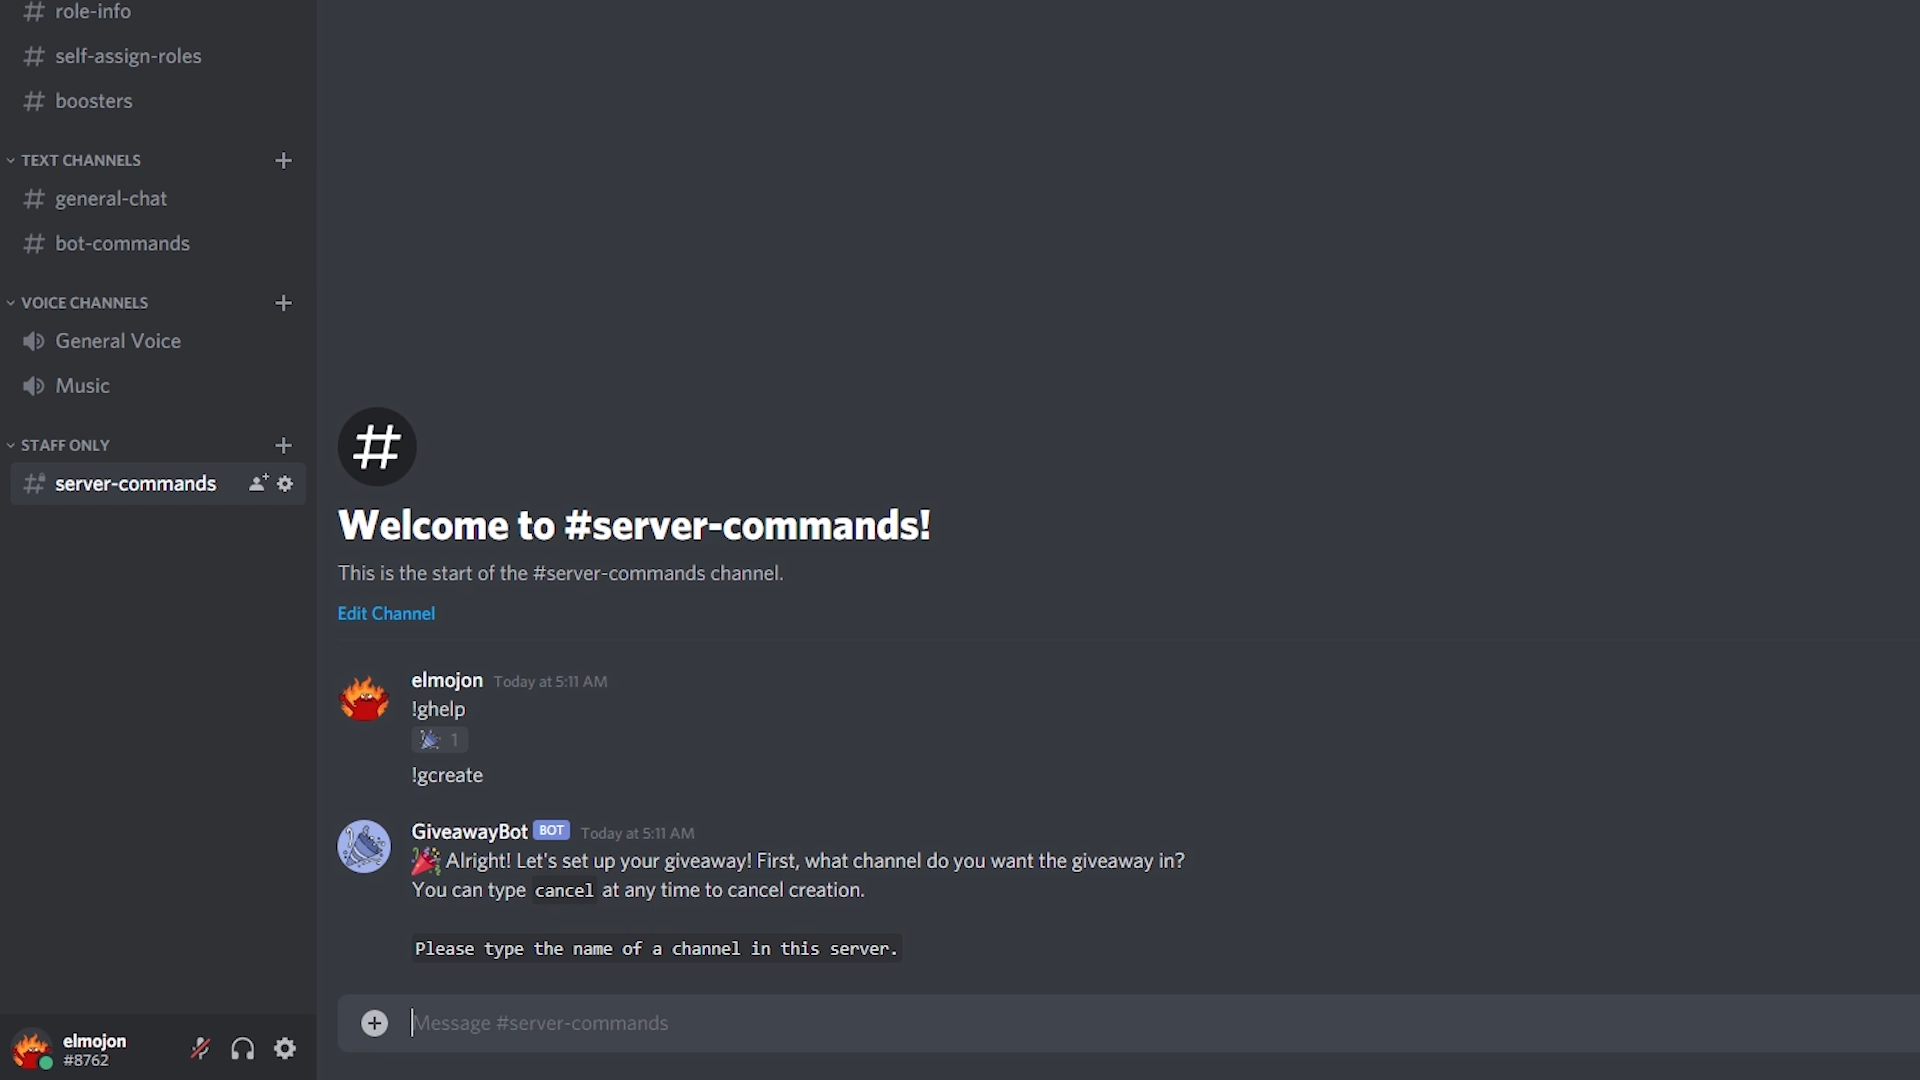 role-info
self-assign-roles
boosters
TEXT CHANNELS
general-chat
bot-commands
VOICE CHANNELS
General Voice
Music
STAFF ONLY
server-commands
elmojon
#8762
Welcome to #server-commands!
This is the start of the #server-commands channel.
Edit Channel
elmojon Today at 5:11 AM
!ghelp
1
!gcreate
GiveawayBot BOT Today at 5:11 AM
Alright! Let's set up your giveaway! First, what channel do you want the giveaway in?
You can type cancel at any time to cancel creation.
Please type the name of a channel in this server.
Message #server-commands